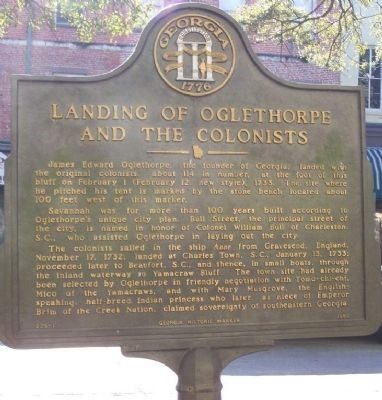 GEORGIA
1776
LANDING OF OGLETHORPE
AND THE COLONISTS
James Edward Oglethorpe, the founder of Georgia, landed with
the original colonists, about 114 in number, at the foot of this
bluff on February 1 (February 12, new style), 1733. The site where
he pitched his tent is marked by the stone bench located about
100 feet west of this marker.
Savannah was for more than 100 years built according to
Oglethorpe's unique city plan. Bull Street, the principal street of
the city, is named in honor of Colonel William Bull of Charleston,
S.C., who assisted Oglethorpe in laying out the city.
The colonists sailed on the ship Anne from Gravesend, England,
November 17, 1732; landed at Charles Town, S.C., January 13, 1733;
proceeded later to Beaufort, S.C.; and thence, in small boats, through
the inland waterway to Yamacraw Bluff. The town site had already
been selected by Oglethorpe in friendly negotiation with Tomo-chi-chi,
Mico of the Yamacraws, and with Mary Musgrove, the English-
speaking, half-breed Indian princess who later, as niece of Emperor
Brim of the Creek Nation, claimed sovereignty of southeastern Georgia.
GEORGIA HISTORIC MARKER